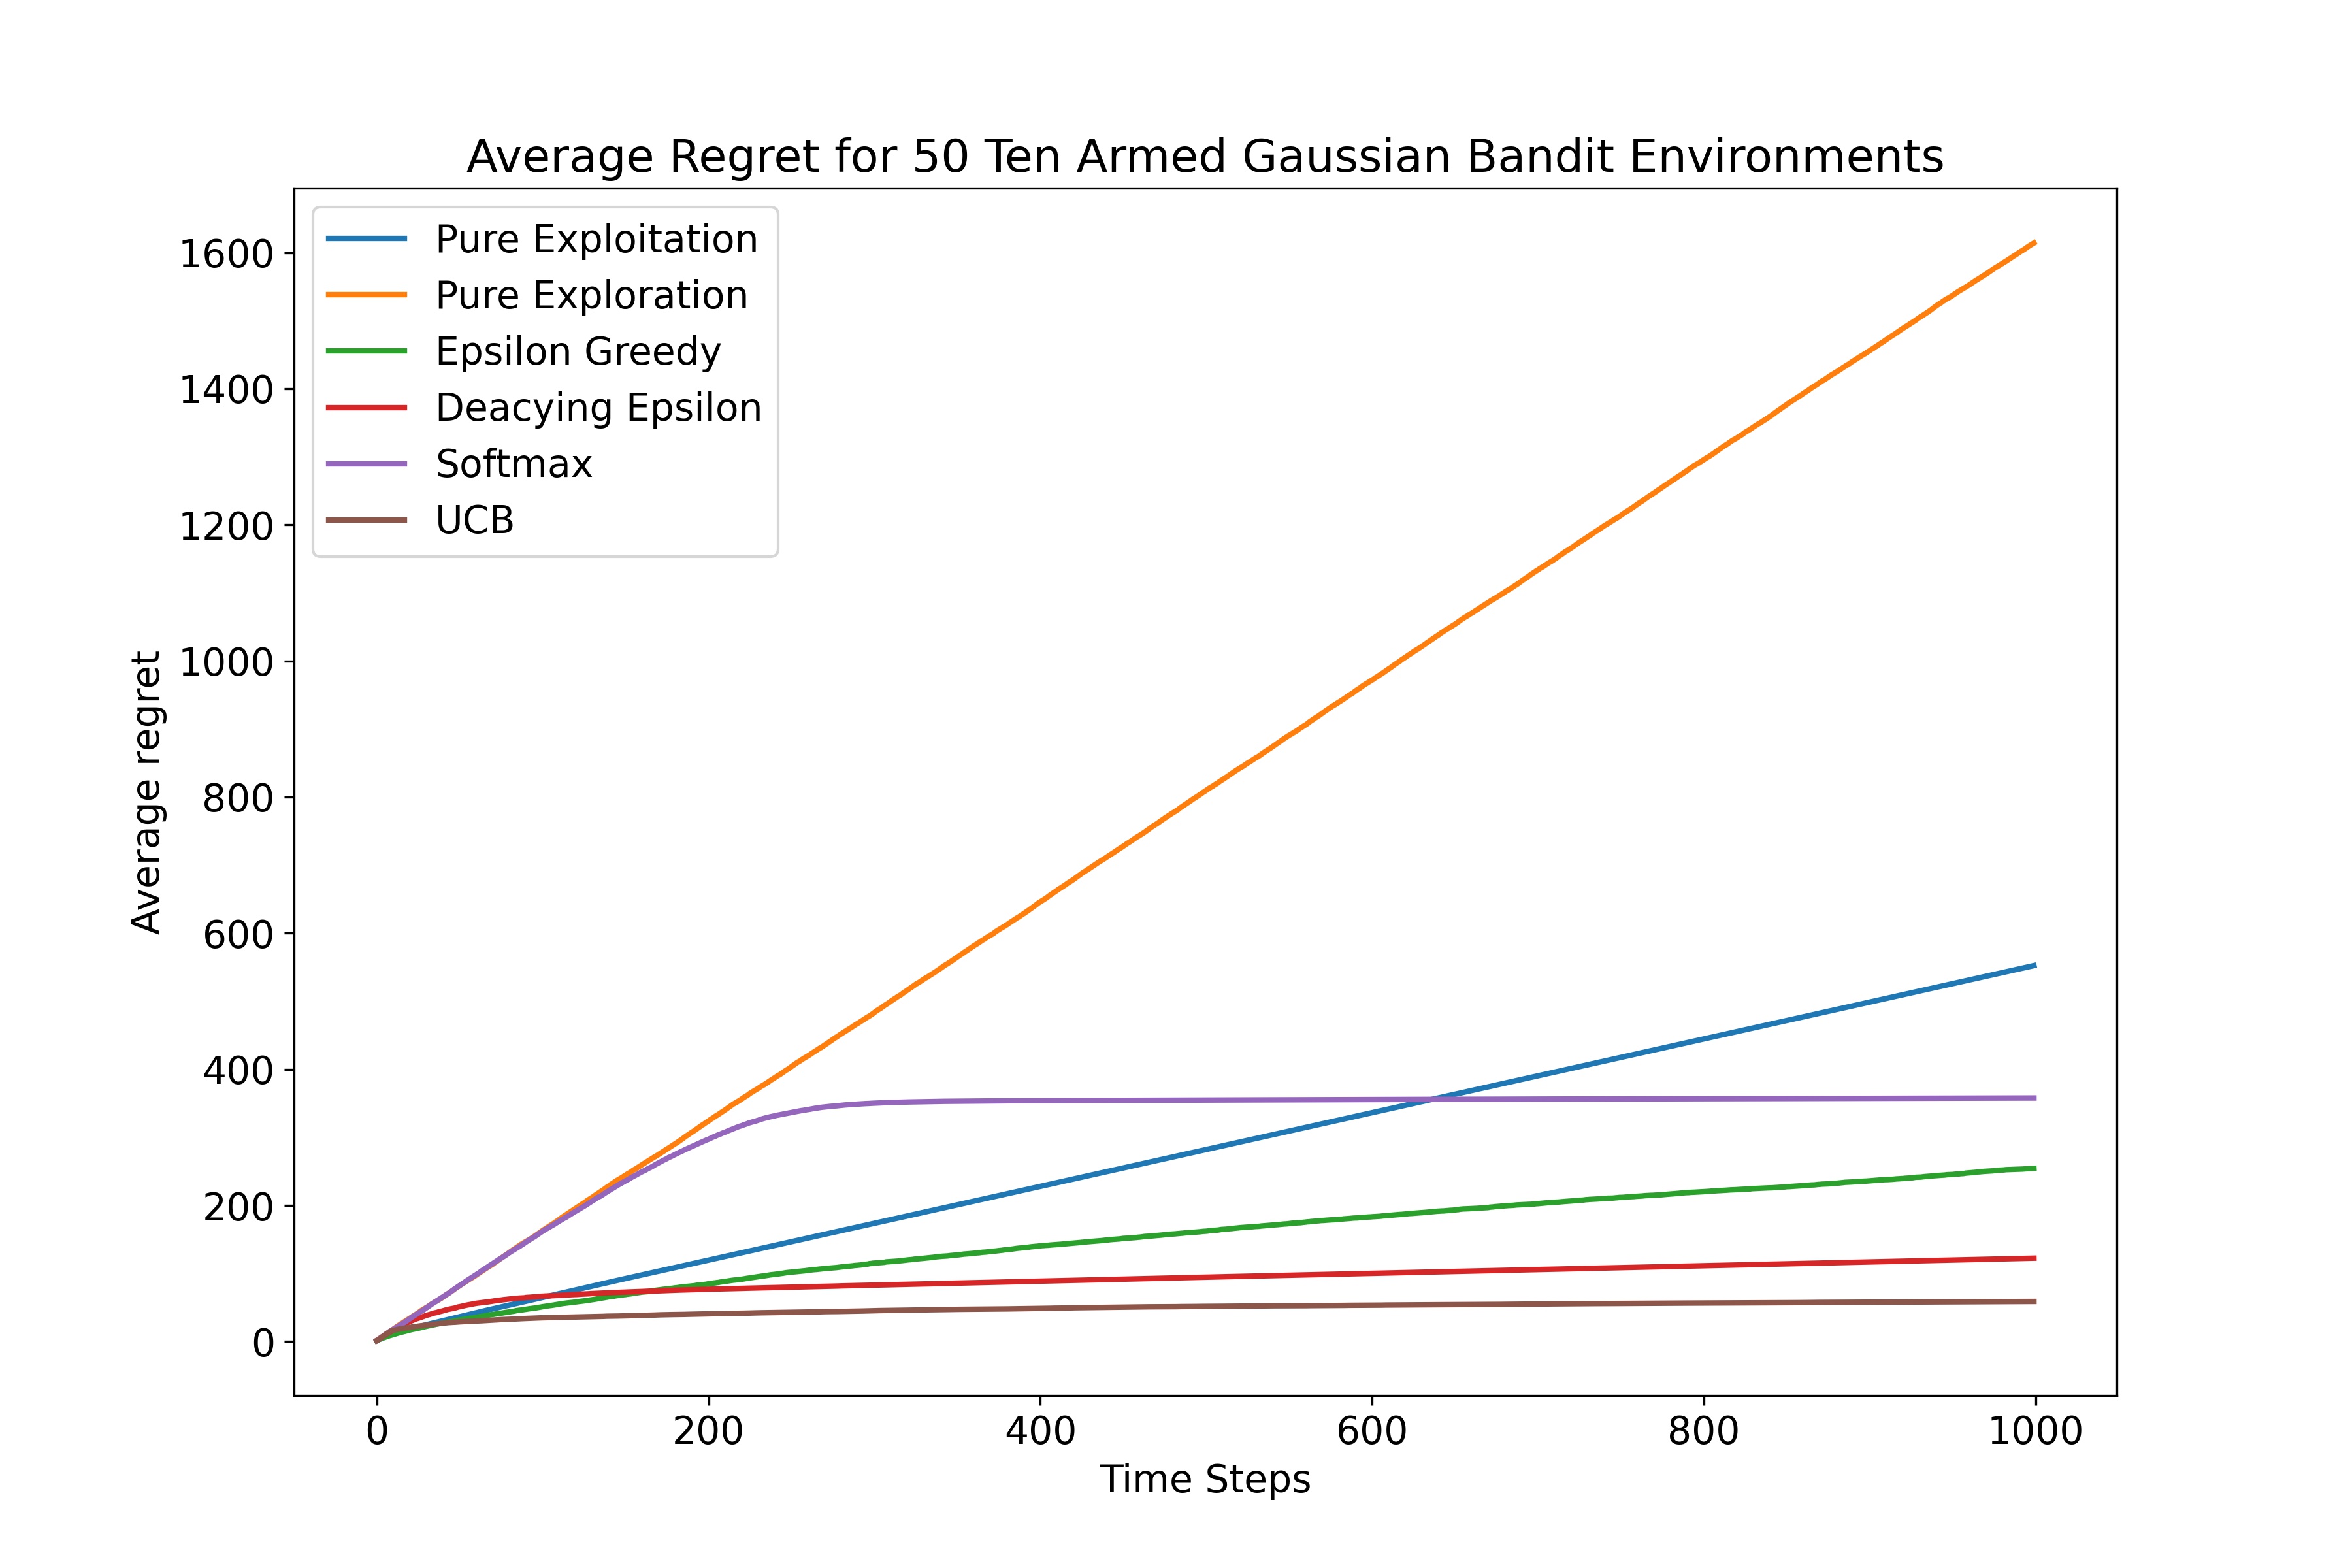 Average Regret for 50 Ten Armed Gaussian Bandit Environments
Pure Exploitation
Pure Exploration
Epsilon Greedy
Deacying Epsilon
Softmax
UCB
Average regret
1600
1400
1200
1000
800
600
400
200
0
0 200 400 600 800 1000
Time Steps